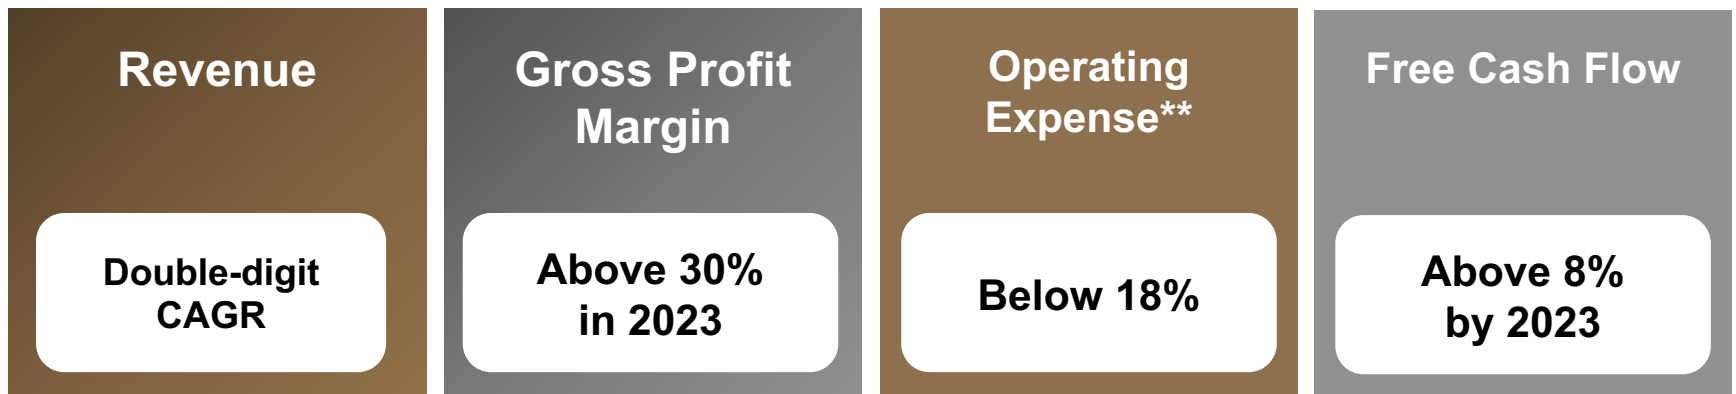 Revenue
Double-digit
CAGR
Gross Profit
Margin
Above 30%
in 2023
Operating
Expense**
Below 18%
Free Cash Flow
Above 8%
by 2023